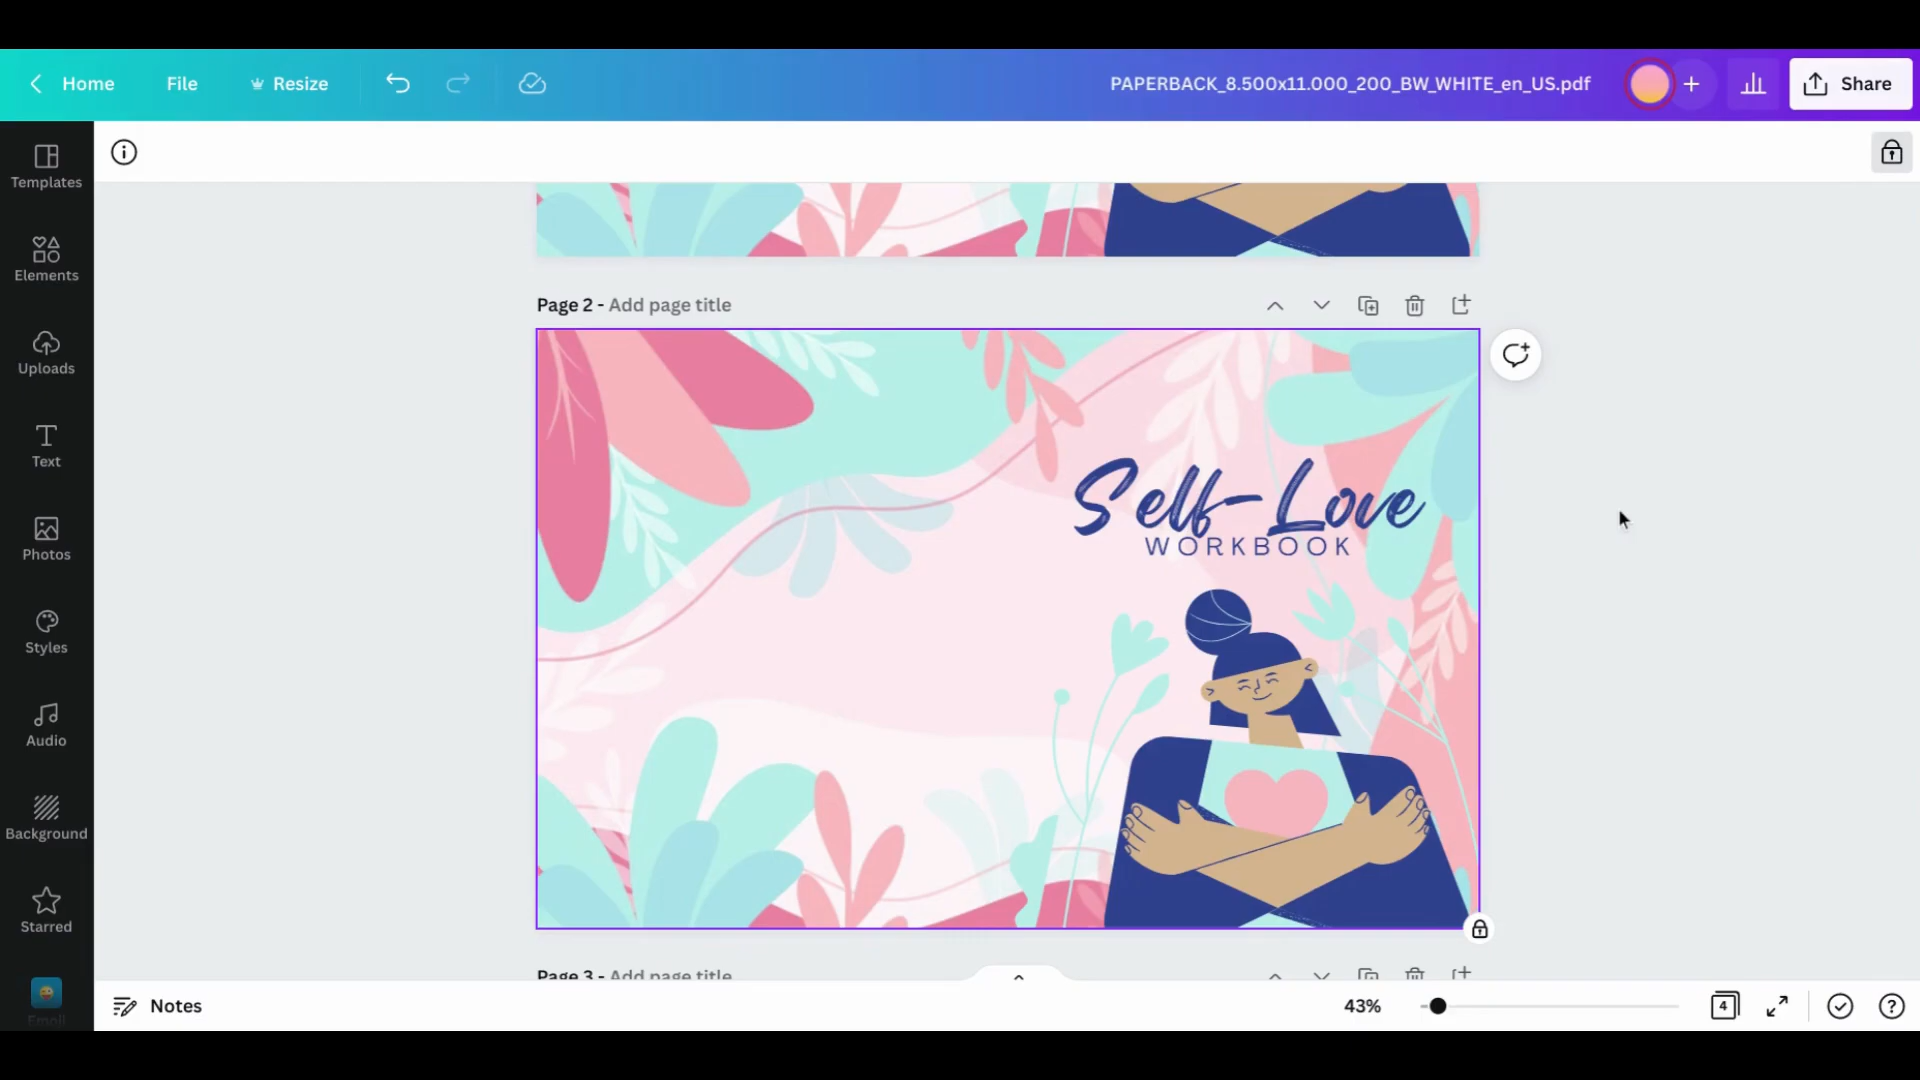 Home File Resize PAPERBACK_8.500x11.000_200_BW_WHITE_en_US.pdf Share
Templates
Elements
Uploads
Text
Photos
Styles
Audio
Background
Starred
Emoji
Page 2 - Add page title
Self-Love
WORKBOOK
Page 3 - Add page title
Notes 43% 4 ?